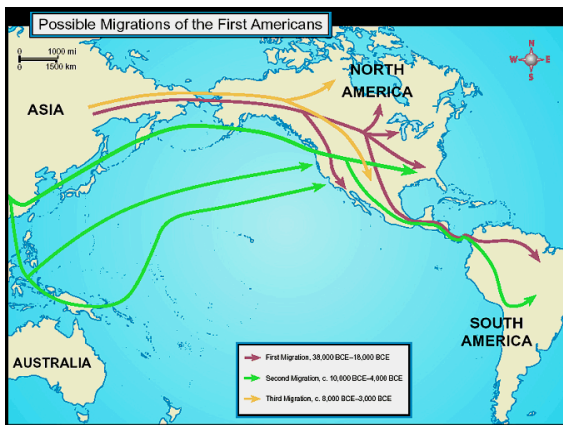 Possible Migrations of the First Americans
0 1000 mi
0 1500 km
N
W E
S
NORTH
AMERICA
ASIA
SOUTH
AMERICA
AUSTRALIA
First Migration, 38,000 BCE–18,000 BCE
Second Migration, c. 10,000 BCE–4,000 BCE
Third Migration, c. 8,000 BCE–3,000 BCE